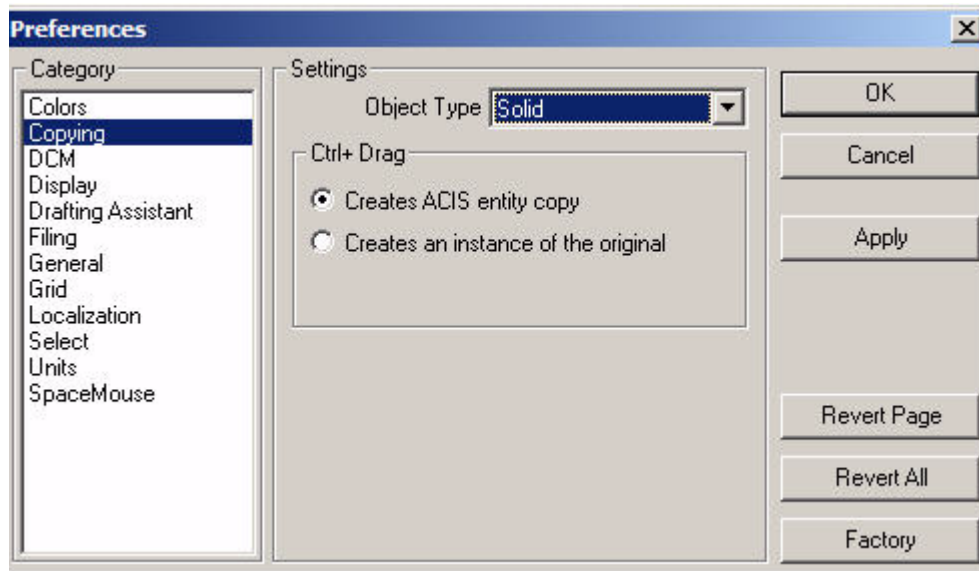 Preferences
Category
Colors
Copying
DCM
Display
Drafting Assistant
Filing
General
Grid
Localization
Select
Units
SpaceMouse
Settings
Object Type Solid
Ctrl+ Drag
Creates ACIS entity copy
Creates an instance of the original
OK
Cancel
Apply
Revert Page
Revert All
Factory